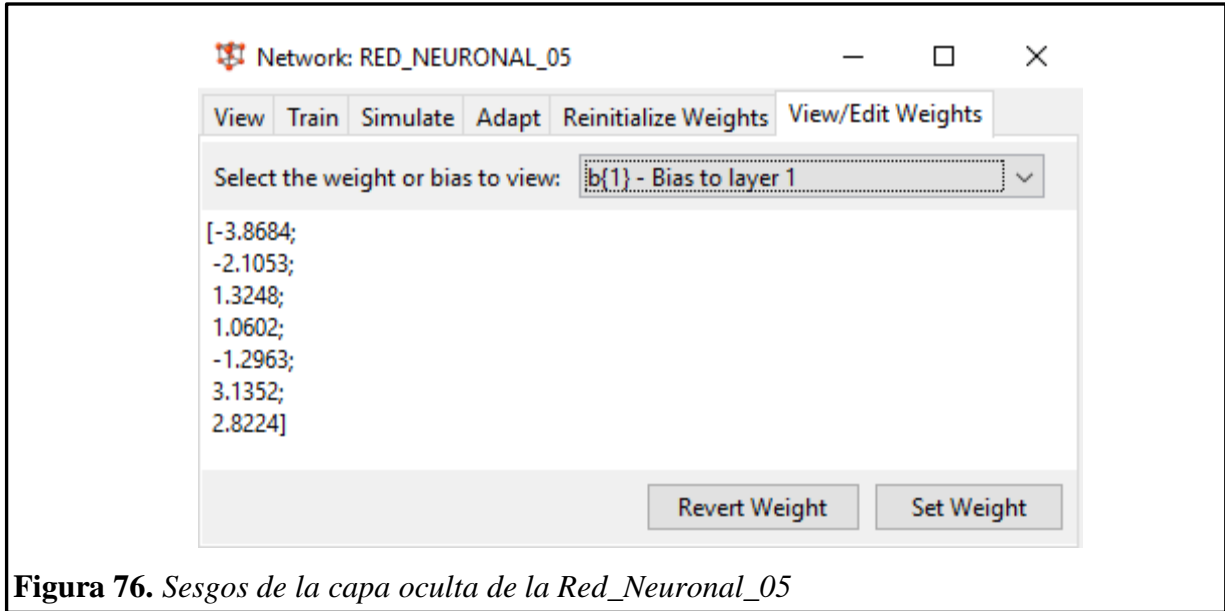 Network: RED_NEURONAL_05
View Train Simulate Adapt Reinitialize Weights View/Edit Weights
Select the weight or bias to view: b{1} - Bias to layer 1
[-3.8684;
-2.1053;
1.3248;
1.0602;
-1.2963;
3.1352;
2.8224]
Revert Weight Set Weight
Figura 76. Sesgos de la capa oculta de la Red_Neuronal_05